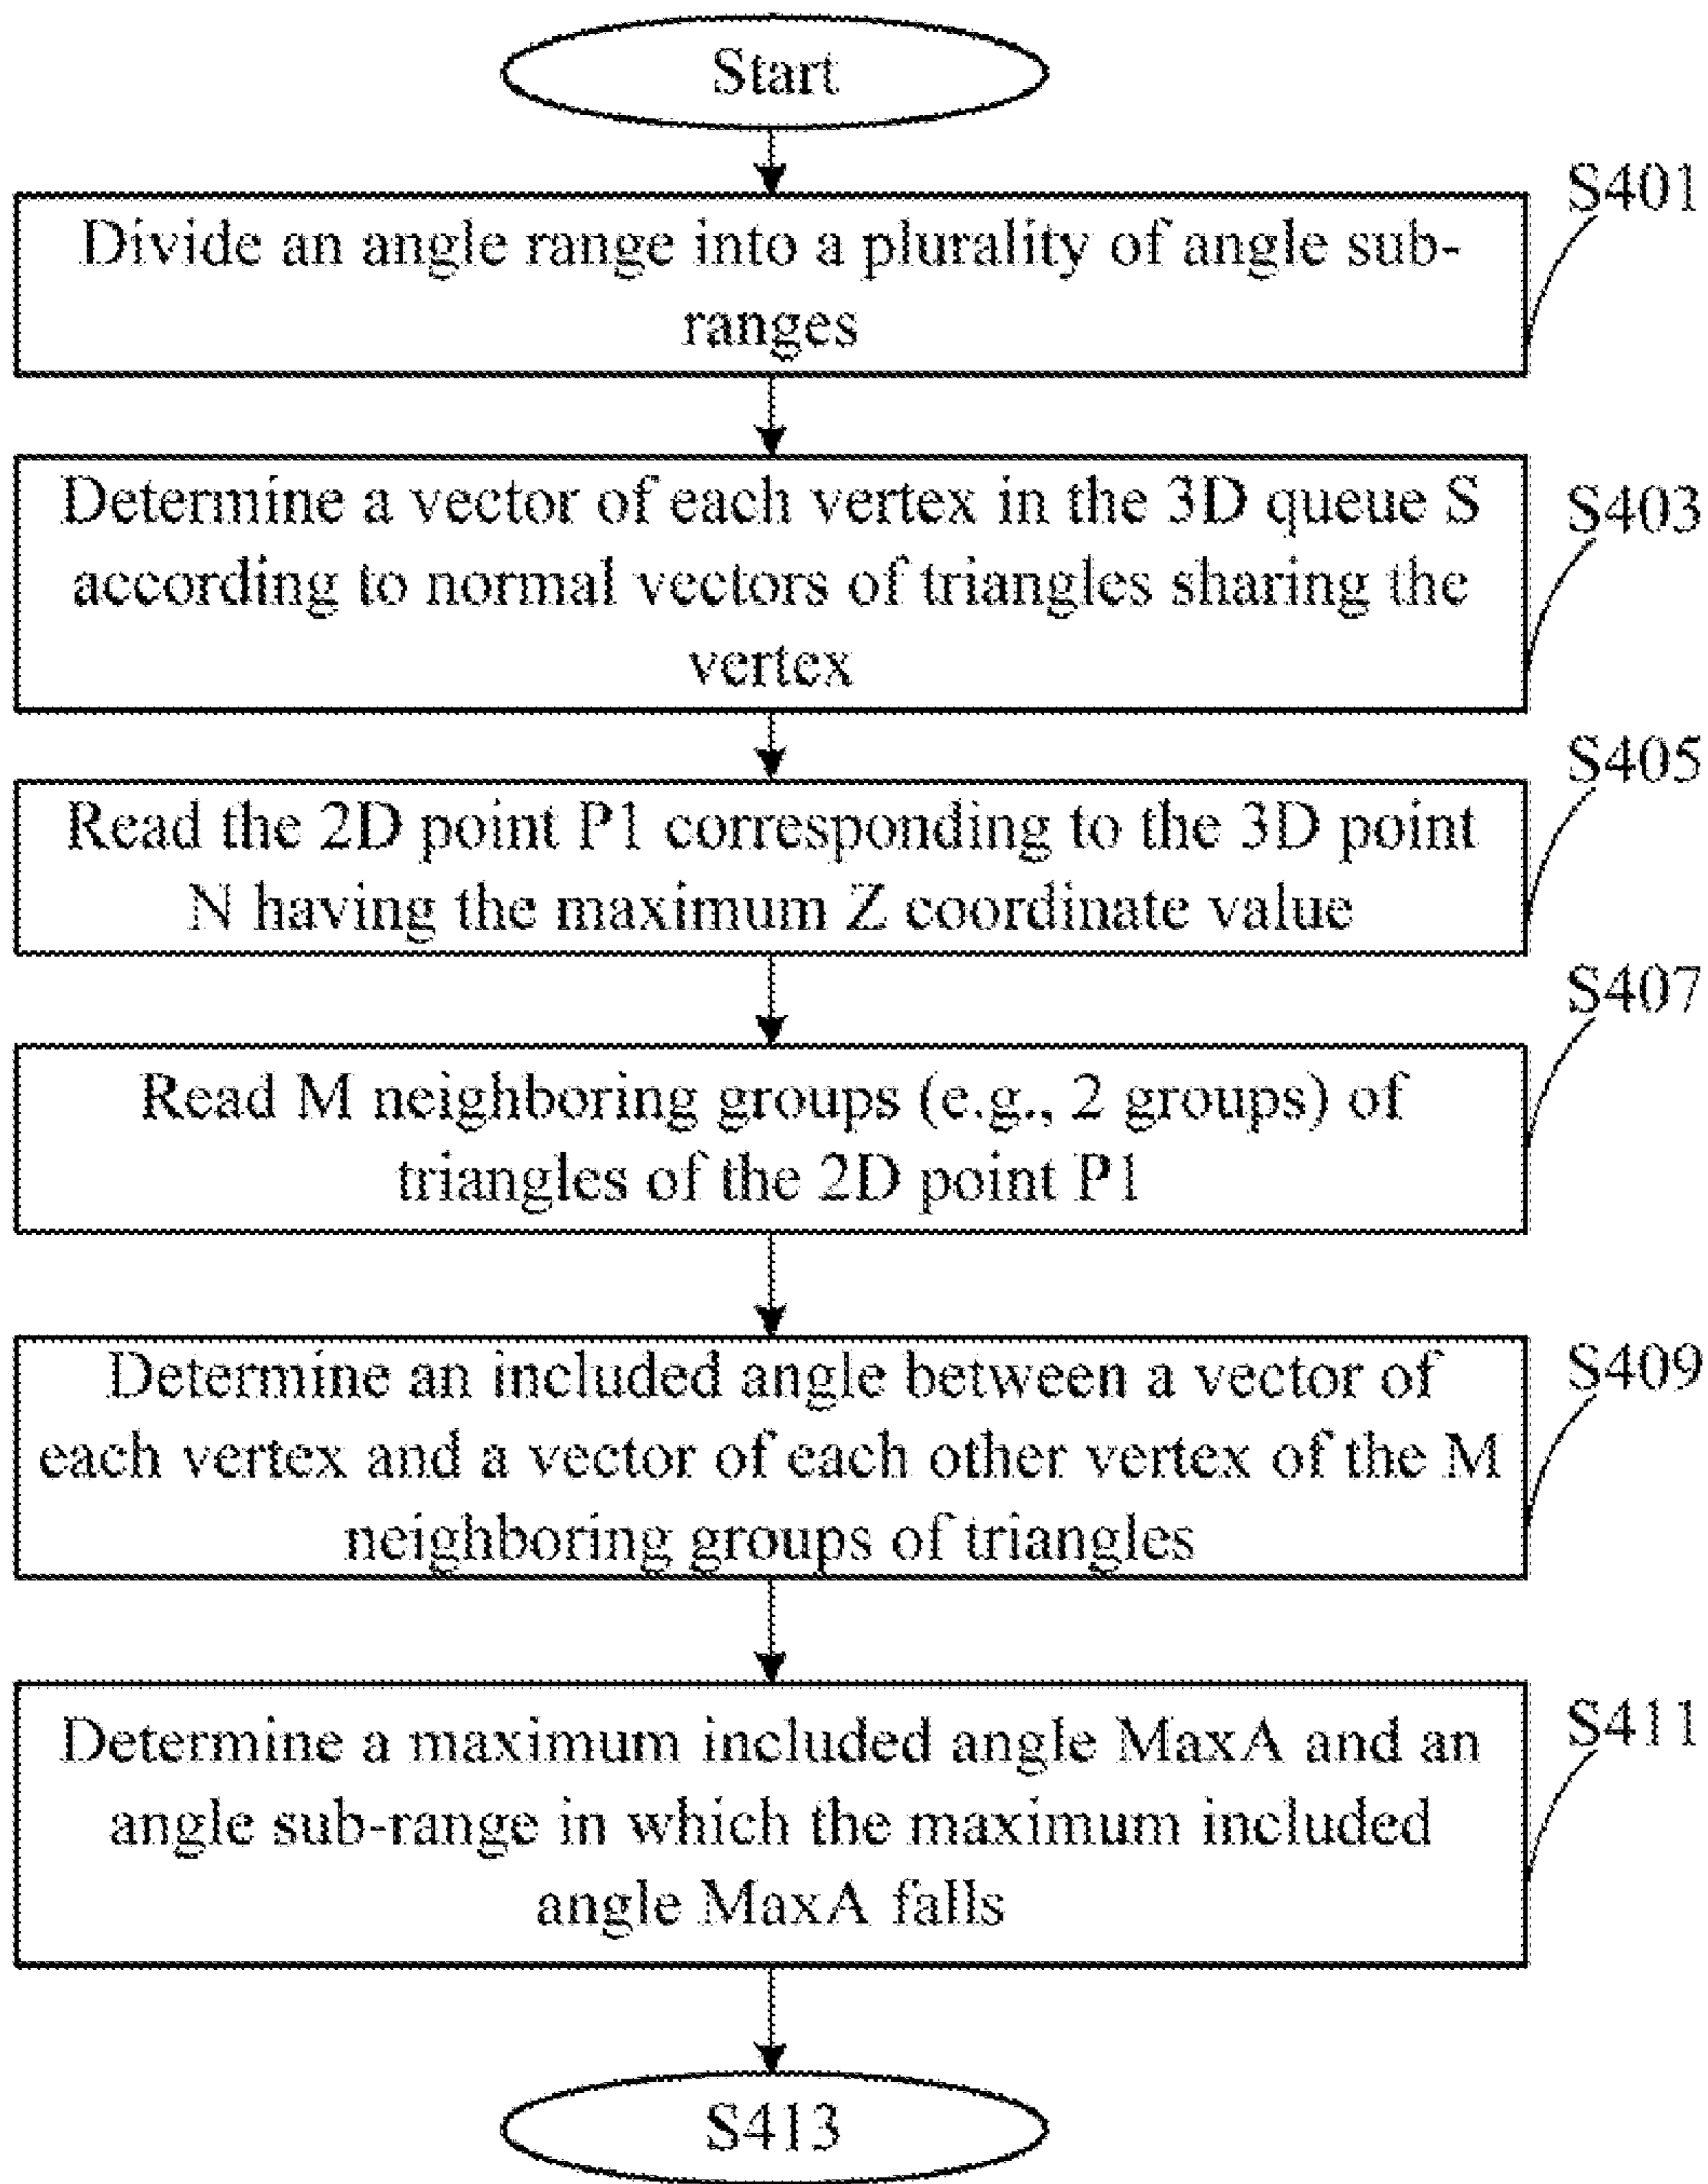 Start
S401
Divide an angle range into a plurality of angle sub-
ranges
Determine a vector of each vertex in the 3D queue S
S403
according to normal vectors of triangles sharing the
vertex
S405
Read the 2D point P1 corresponding to the 3D point
N having the maximum Z coordinate value
S407
Read M neighboring groups (e.g., 2 groups) of
triangles of the 2D point P1
Determine an included angle between a vector of
S409
each vertex and a vector of each other vertex of the M
neighboring groups of triangles
S411
Determine a maximum included angle MaxA and an
angle sub-range in which the maximum included
angle MaxA falls
S413